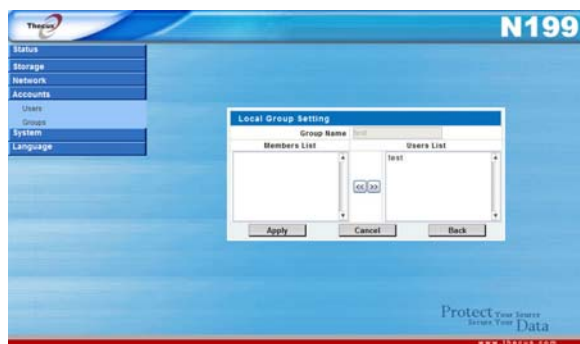 Thecus
N199
Status
Storage
Network
Accounts
Users
Groups
System
Language
Local Group Setting
Group Name test
Members List
Users List
test
<< >>
Apply
Cancel
Back
Protect Your Source
Secure Your Data
www.thecus.com